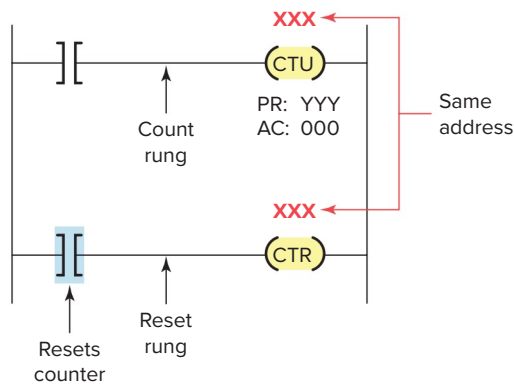 XXX
CTU
PR: YYY
AC: 000
Same
address
Count
rung
XXX
CTR
Reset
rung
Resets
counter